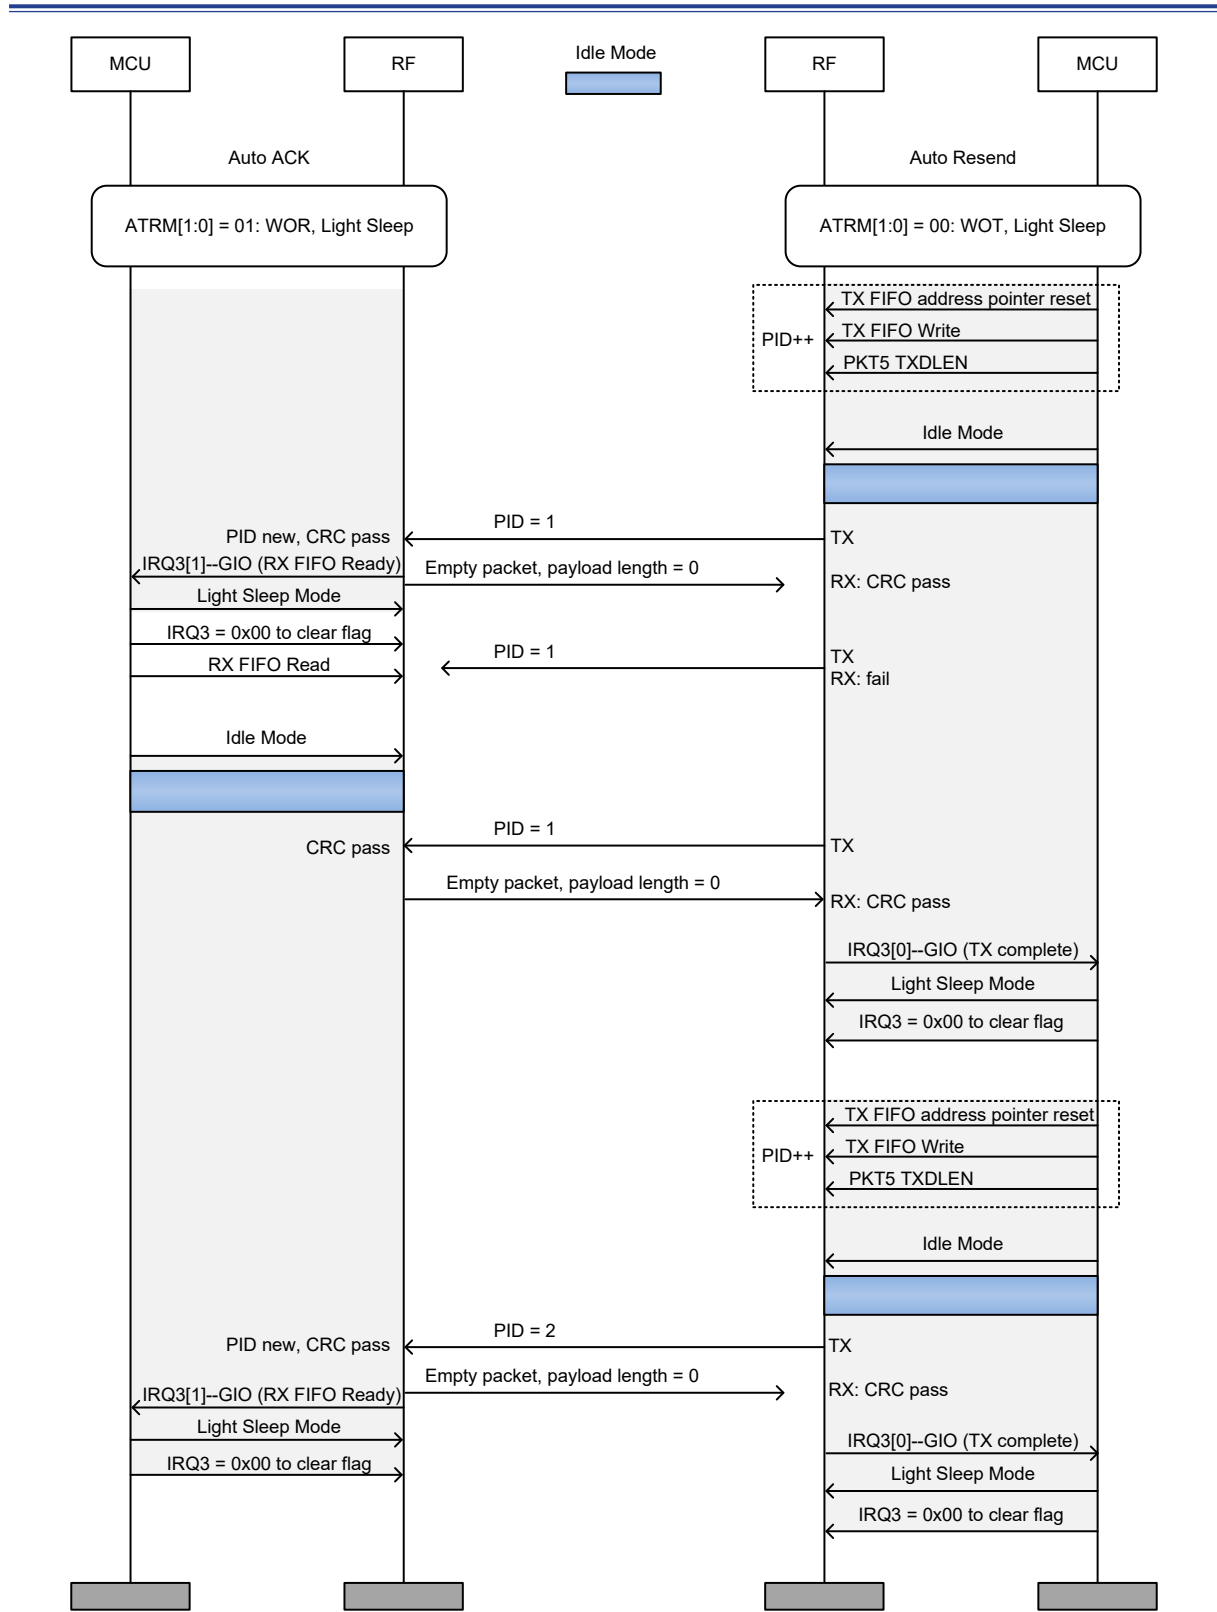 MCU
RF
Idle Mode
RF
MCU
Auto ACK
Auto Resend
ATRM[1:0] = 01: WOR, Light Sleep
ATRM[1:0] = 00: WOT, Light Sleep
TX FIFO address pointer reset
PID++
TX FIFO Write
PKT5 TXDLEN
Idle Mode
PID new, CRC pass
PID = 1
TX
IRQ3[1]--GIO (RX FIFO Ready)
Empty packet, payload length = 0
RX: CRC pass
Light Sleep Mode
IRQ3 = 0x00 to clear flag
PID = 1
TX
RX FIFO Read
RX: fail
Idle Mode
PID = 1
CRC pass
TX
Empty packet, payload length = 0
RX: CRC pass
IRQ3[0]--GIO (TX complete)
Light Sleep Mode
IRQ3 = 0x00 to clear flag
TX FIFO address pointer reset
PID++
TX FIFO Write
PKT5 TXDLEN
Idle Mode
PID new, CRC pass
PID = 2
TX
Empty packet, payload length = 0
IRQ3[1]--GIO (RX FIFO Ready)
RX: CRC pass
Light Sleep Mode
IRQ3[0]--GIO (TX complete)
IRQ3 = 0x00 to clear flag
Light Sleep Mode
IRQ3 = 0x00 to clear flag